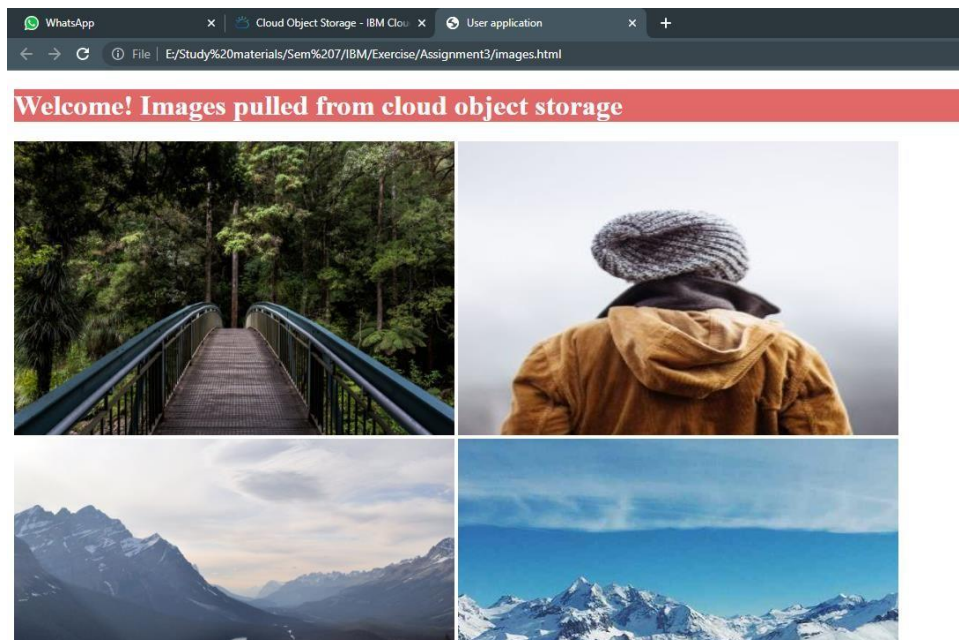 WhatsApp
Cloud Object Storage - IBM Clou
User application
File
E:/Study%20materials/Sem%207/IBM/Exercise/Assignment3/images.html
Welcome! Images pulled from cloud object storage